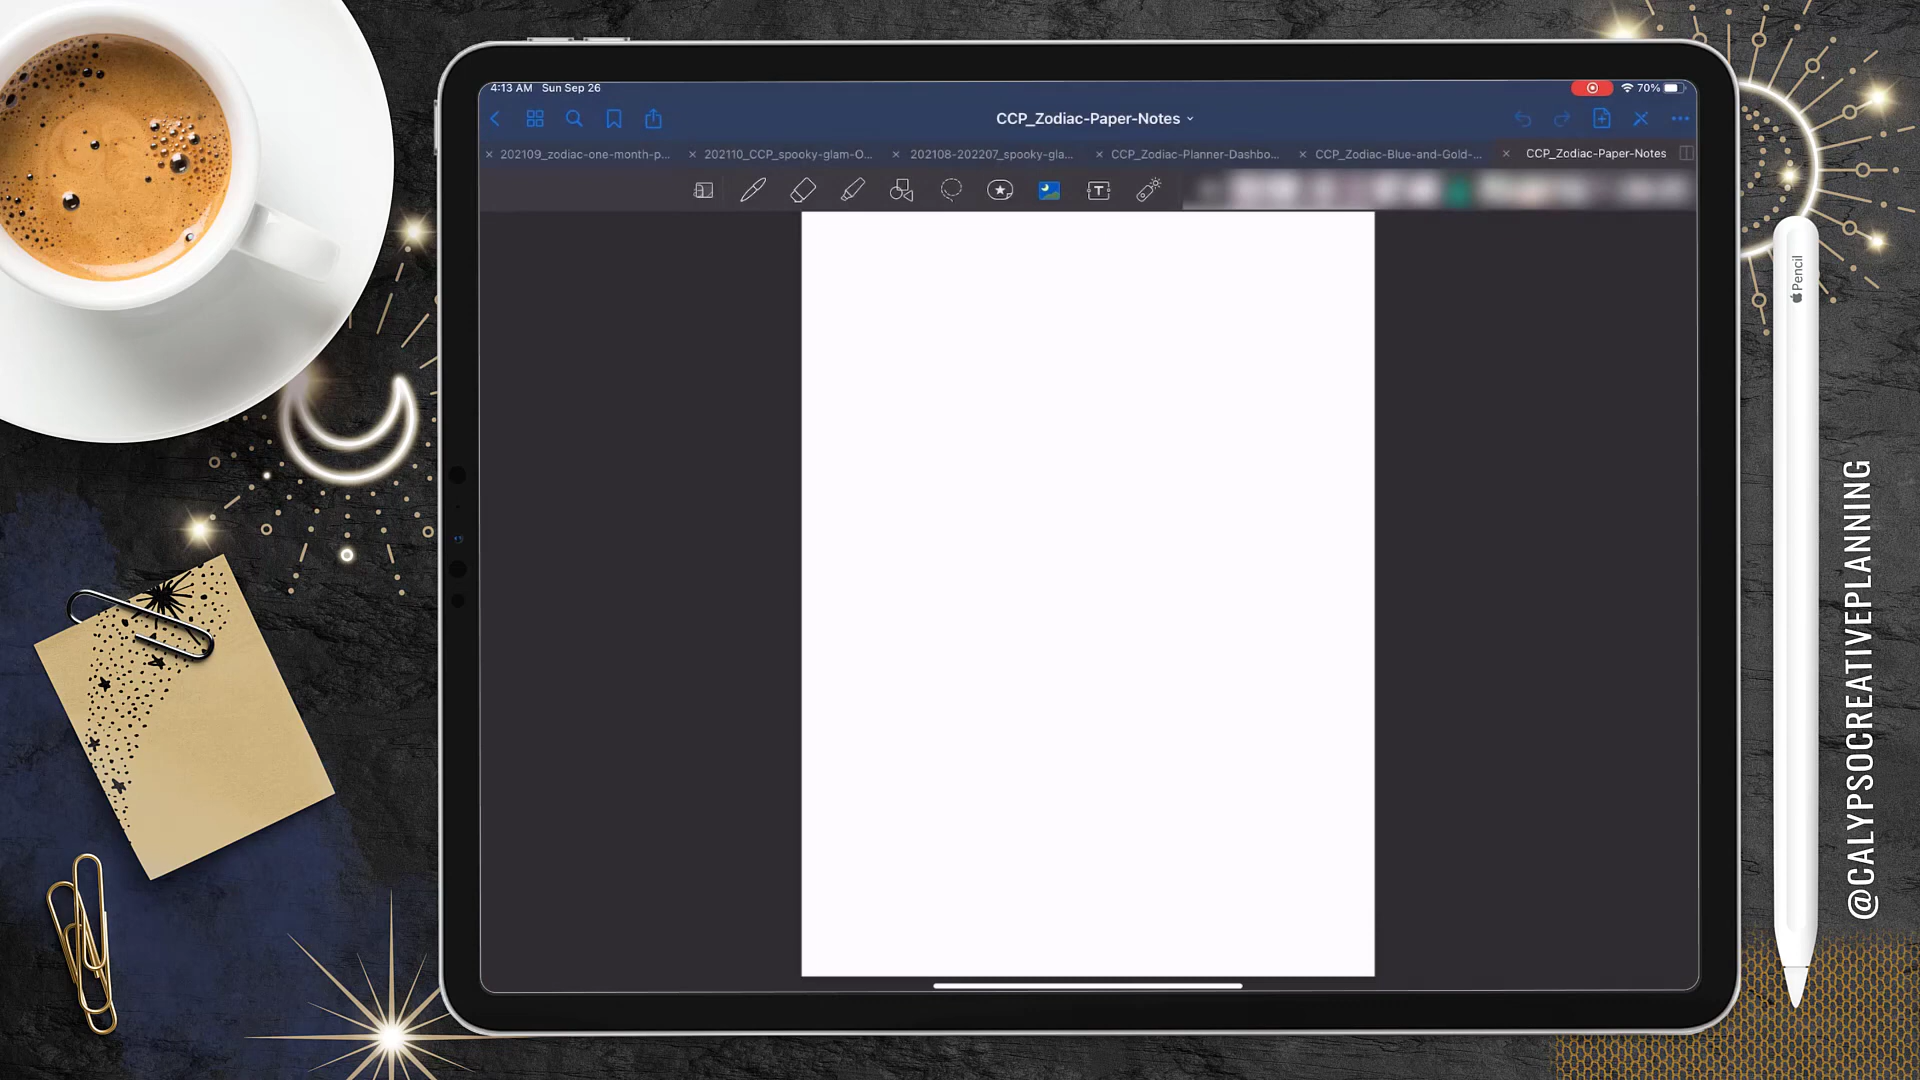 4:13 AM Sun Sep 26
70%
CCP_Zodiac-Paper-Notes
202109_zodiac-one-month-p...
202110_CCP_spooky-glam-O...
202108-202207_spooky-gla...
CCP_Zodiac-Planner-Dashbo...
CCP_Zodiac-Blue-and-Gold-...
CCP_Zodiac-Paper-Notes
T
Pencil
@CALYPSOCREATIVEPLANNING